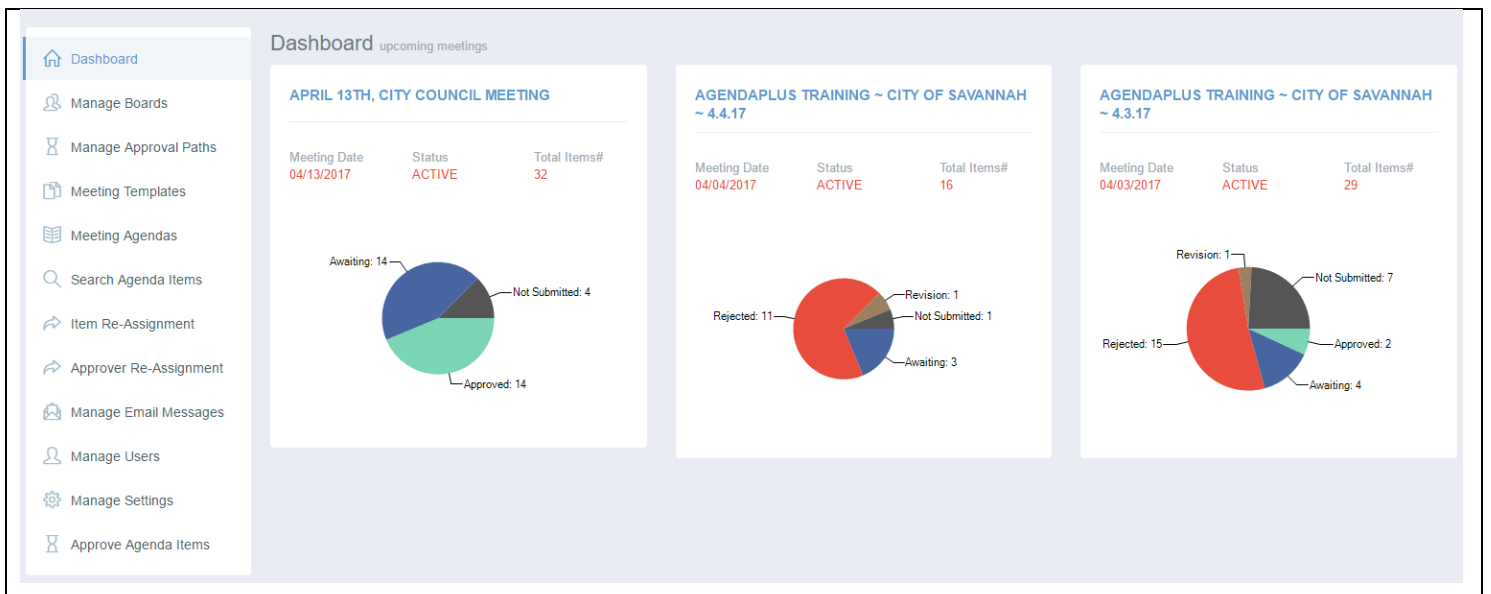 Dashboard
Manage Boards
Manage Approval Paths
Meeting Templates
Meeting Agendas
Search Agenda Items
Item Re-Assignment
Approver Re-Assignment
Manage Email Messages
Manage Users
Manage Settings
Approve Agenda Items
Dashboard upcoming meetings
APRIL 13TH, CITY COUNCIL MEETING
Meeting Date Status Total Items#
04/13/2017 ACTIVE 32
Awaiting: 14
Not Submitted: 4
Approved: 14
AGENDAPLUS TRAINING ~ CITY OF SAVANNAH
~ 4.4.17
Meeting Date Status Total Items#
04/04/2017 ACTIVE 16
Revision: 1
Rejected: 11
Not Submitted: 1
Awaiting: 3
AGENDAPLUS TRAINING ~ CITY OF SAVANNAH
~ 4.3.17
Meeting Date Status Total Items#
04/03/2017 ACTIVE 29
Revision: 1
Not Submitted: 7
Rejected: 15
Approved: 2
Awaiting: 4